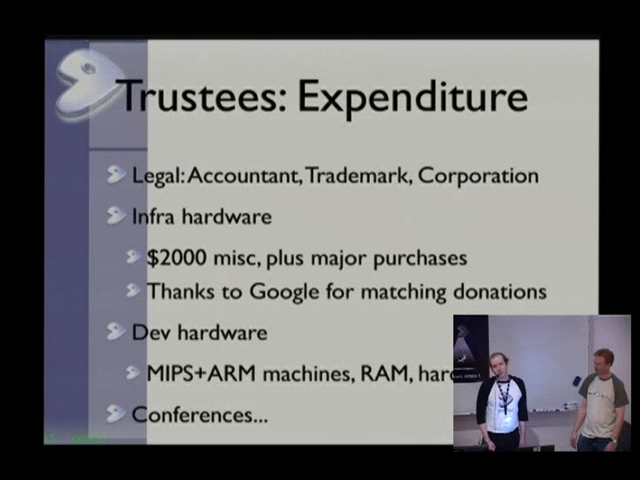 Trustees: Expenditure
Legal: Accountant, Trademark, Corporation
Infra hardware
$2000 misc, plus major purchases
Thanks to Google for matching donations
Dev hardware
MIPS+ARM machines, RAM,
Conferences...